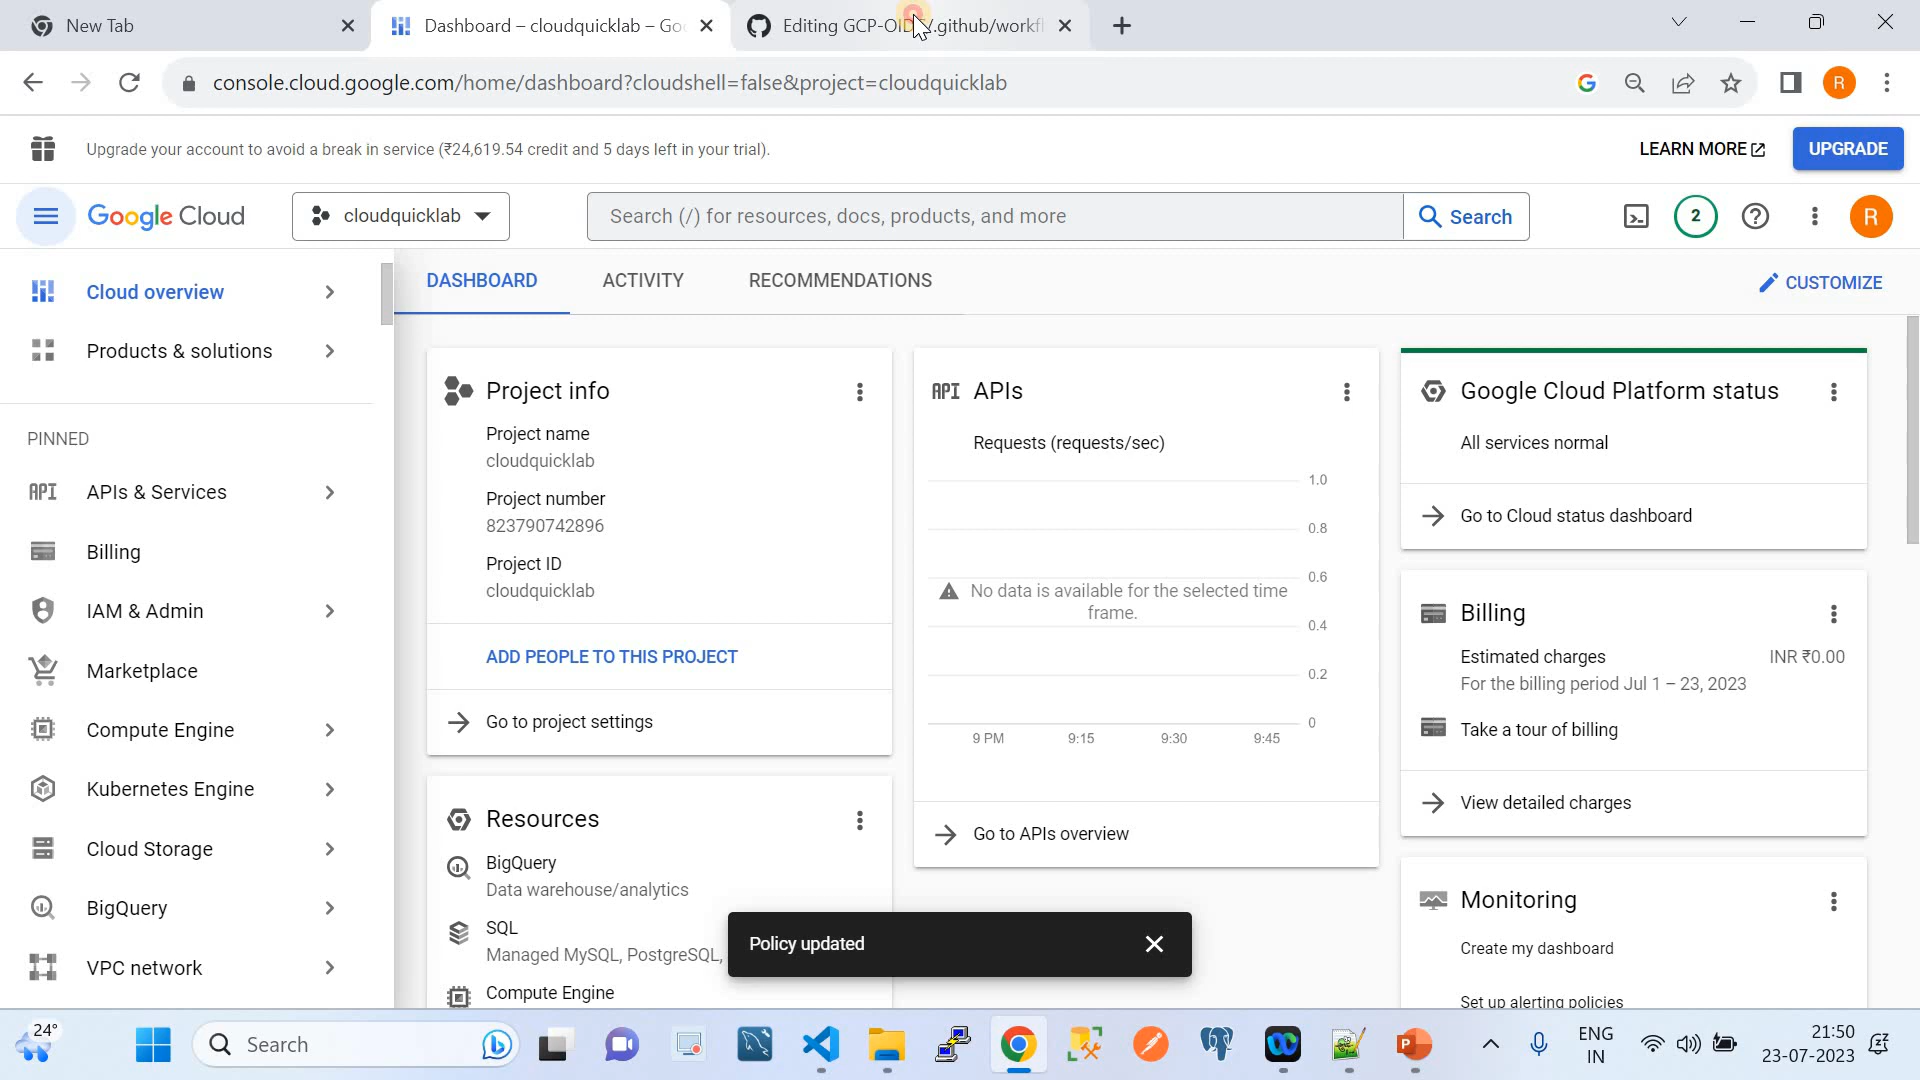 New Tab
Dashboard – cloudquicklab – Goo
Editing GCP-OID /.github/workfl
console.cloud.google.com/home/dashboard?cloudshell=false&project=cloudquicklab
R
Upgrade your account to avoid a break in service (₹24,619.54 credit and 5 days left in your trial).
LEARN MORE
UPGRADE
Google Cloud
cloudquicklab
Search (/) for resources, docs, products, and more
Search
2
R
Cloud overview
Products & solutions
PINNED
API
APIs & Services
Billing
IAM & Admin
Marketplace
Compute Engine
Kubernetes Engine
Cloud Storage
BigQuery
VPC network
DASHBOARD
ACTIVITY
RECOMMENDATIONS
CUSTOMIZE
Project info
Project name
cloudquicklab
Project number
823790742896
Project ID
cloudquicklab
ADD PEOPLE TO THIS PROJECT
Go to project settings
Resources
BigQuery
Data warehouse/analytics
SQL
Managed MySQL, PostgreSQL,
Compute Engine
API APIs
Requests (requests/sec)
1.0
0.8
0.6
No data is available for the selected time
frame.
0.4
0.2
0
9 PM
9:15
9:30
9:45
Go to APIs overview
Policy updated
Google Cloud Platform status
All services normal
Go to Cloud status dashboard
Billing
Estimated charges
INR ₹0.00
For the billing period Jul 1 – 23, 2023
Take a tour of billing
View detailed charges
Monitoring
Create my dashboard
Set up alerting policies
24°
Search
P
ENG
IN
21:50
23-07-2023